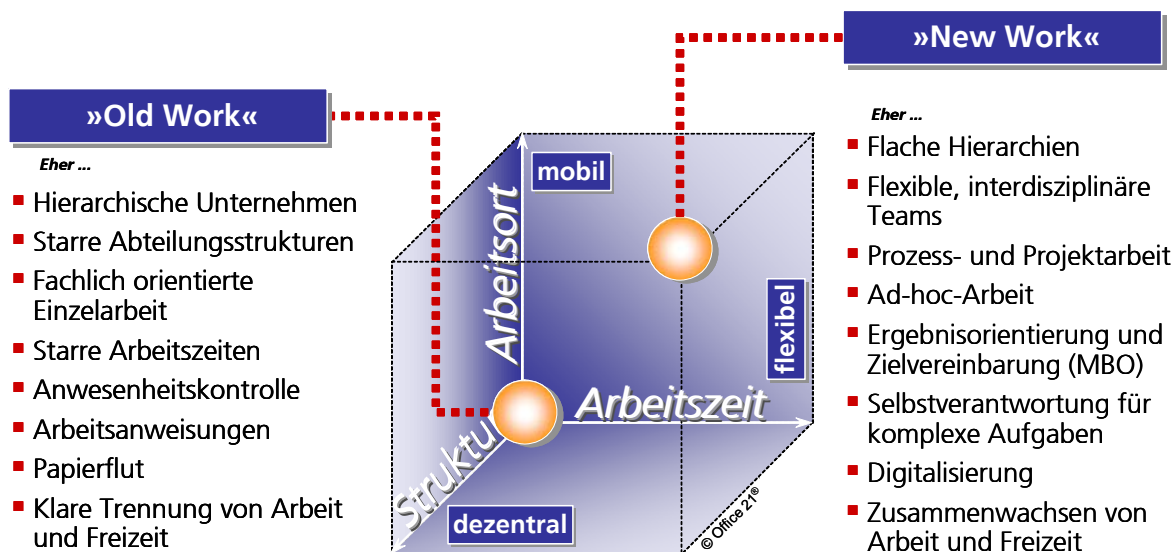 »Old Work«
Eher ...
Hierarchische Unternehmen
Starre Abteilungsstrukturen
Fachlich orientierte
Einzelarbeit
Starre Arbeitszeiten
Anwesenheitskontrolle
Arbeitsanweisungen
Papierflut
Klare Trennung von Arbeit
und Freizeit
mobil
Arbeitsort
flexibel
Arbeitszeit
Struktu
dezentral
© Office 21®
»New Work«
Eher ...
Flache Hierarchien
Flexible, interdisziplinäre
Teams
Prozess- und Projektarbeit
Ad-hoc-Arbeit
Ergebnisorientierung und
Zielvereinbarung (MBO)
Selbstverantwortung für
komplexe Aufgaben
Digitalisierung
Zusammenwachsen von
Arbeit und Freizeit